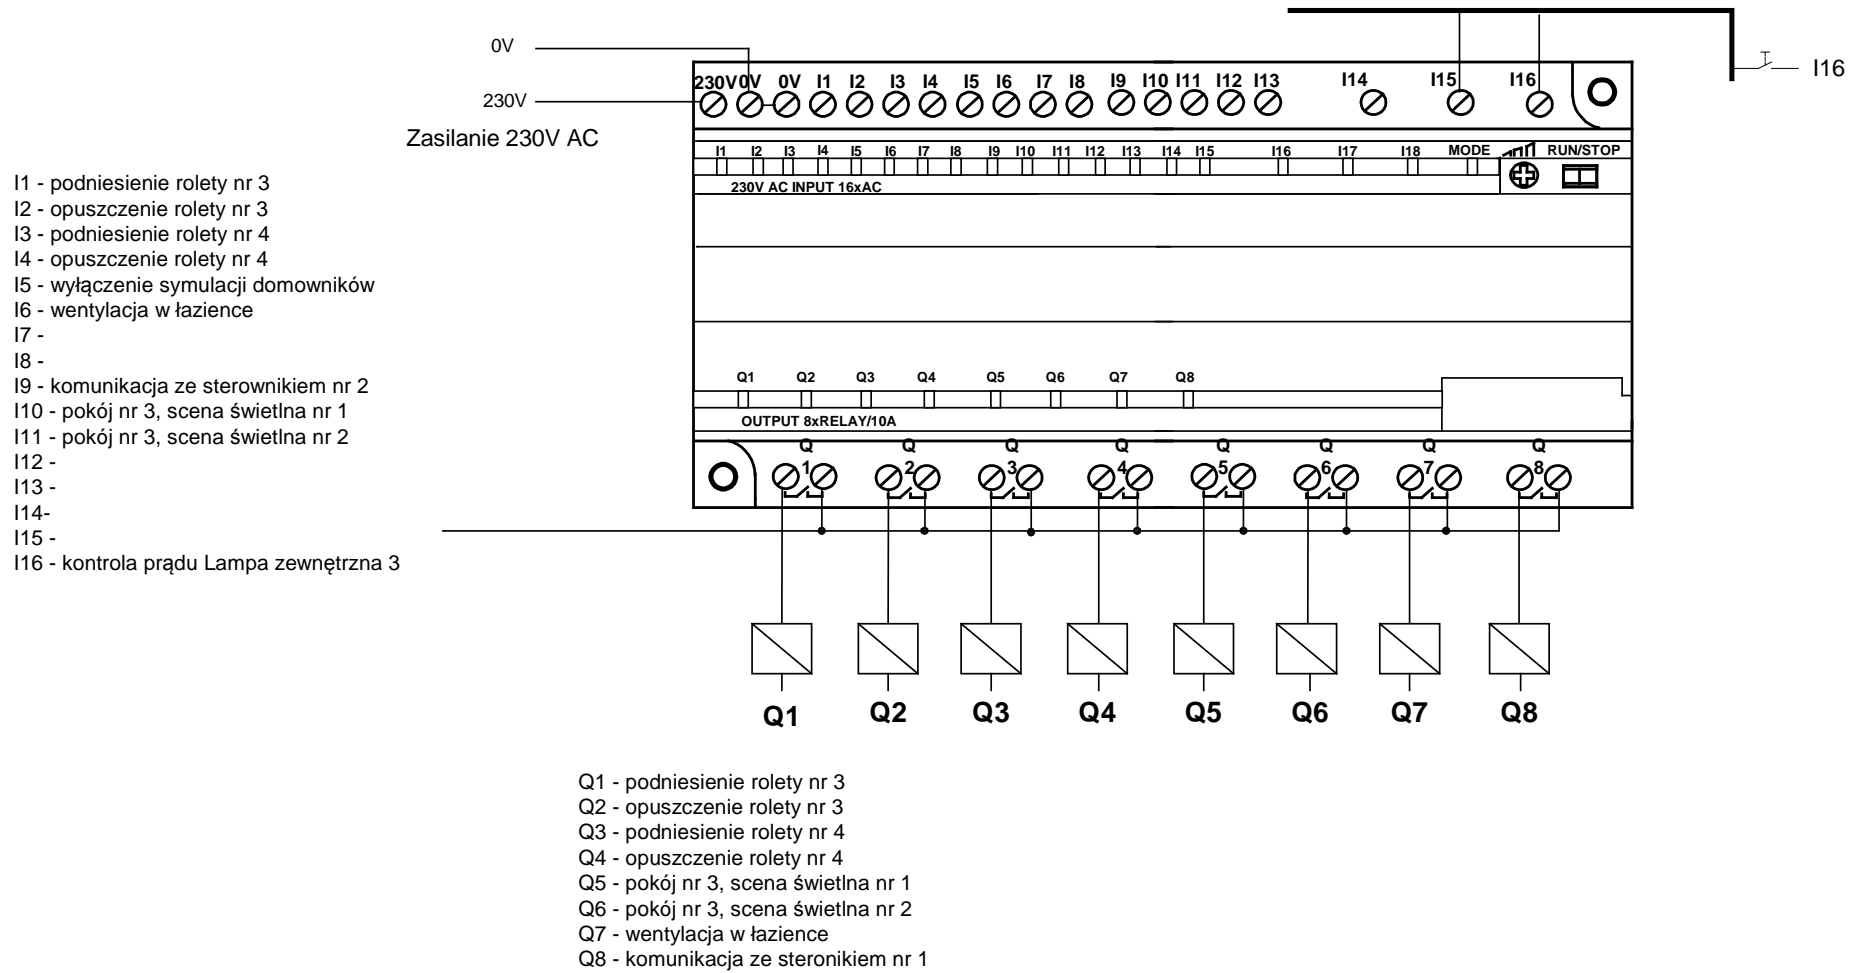 0V
230V
Zasilanie 230V AC
I16
230V 0V 0V I1 I2 I3 I4 I5 I6 I7 I8 I9 I10 I11 I12 I13 I14 I15 I16
I1 I2 I3 I4 I5 I6 I7 I8 I9 I10 I11 I12 I13 I14 I15 I16 I17 I18 MODE RUN/STOP
230V AC INPUT 16xAC
I1 - podniesienie rolety nr 3
I2 - opuszczenie rolety nr 3
I3 - podniesienie rolety nr 4
I4 - opuszczenie rolety nr 4
I5 - wyłączenie symulacji domowników
I6 - wentylacja w łazience
I7 -
I8 -
I9 - komunikacja ze sterownikiem nr 2
I10 - pokój nr 3, scena świetlna nr 1
I11 - pokój nr 3, scena świetlna nr 2
I12 -
I13 -
I14-
I15 -
I16 - kontrola prądu Lampa zewnętrzna 3
Q1 Q2 Q3 Q4 Q5 Q6 Q7 Q8
OUTPUT 8xRELAY/10A
Q Q Q Q Q Q Q Q
1 2 3 4 5 6 7 8
Q1 Q2 Q3 Q4 Q5 Q6 Q7 Q8
Q1 - podniesienie rolety nr 3
Q2 - opuszczenie rolety nr 3
Q3 - podniesienie rolety nr 4
Q4 - opuszczenie rolety nr 4
Q5 - pokój nr 3, scena świetlna nr 1
Q6 - pokój nr 3, scena świetlna nr 2
Q7 - wentylacja w łazience
Q8 - komunikacja ze steronikiem nr 1